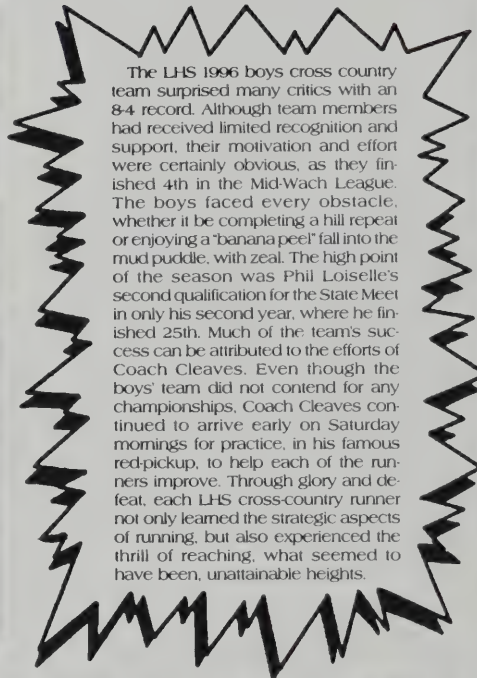 The LHS 1996 boys cross country
team surprised many critics with an
8-4 record. Although team members
had received limited recognition and
support, their motivation and effort
were certainly obvious, as they fin-
ished 4th in the Mid-Wach League.
The boys faced every obstacle,
whether it be completing a hill repeat
or enjoying a "banana peel" fall into the
mud puddle, with zeal. The high point
of the season was Phil Loiselle's
second qualification for the State Meet
in only his second year, where he fin-
ished 25th. Much of the team's suc-
cess can be attributed to the efforts of
Coach Cleaves. Even though the
boys' team did not contend for any
championships, Coach Cleaves con-
tinued to arrive early on Saturday
mornings for practice, in his famous
red-pickup, to help each of the run-
ners improve. Through glory and de-
feat, each LHS cross-country runner
not only learned the strategic aspects
of running, but also experienced the
thrill of reaching, what seemed to
have been, unattainable heights.